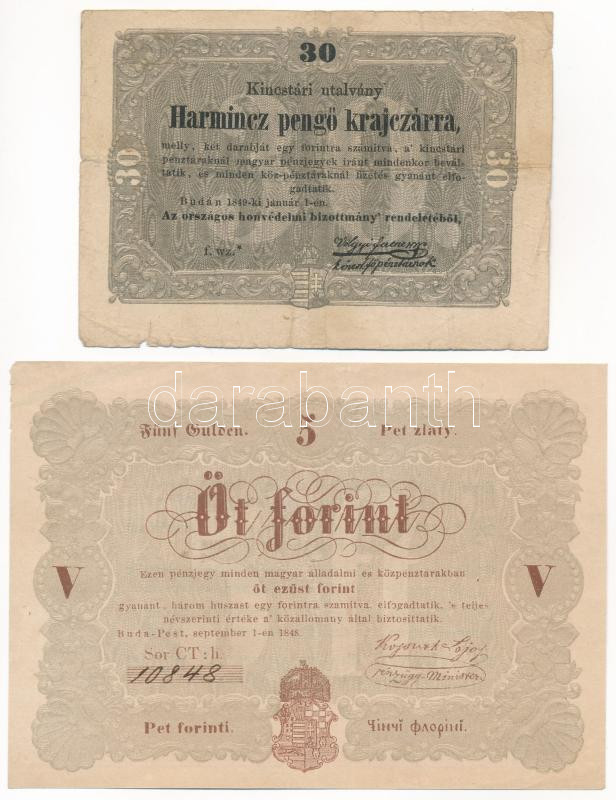 30
Kincstári utalvány
Harmincz pengő krajczárra,
melly, két darabját egy forintra számítva, a' kincstári
pénztáraknál magyar pénzjegyek iránt mindenkor bevál-
tatik, és minden köz-pénztáraknál fizetés gyanánt elfo-
gadtatik.
Budán 1849-ki január 1-én.
Az országos honvédelmi bizottmány' rendeletéből,
30
30
f. wz.*
darabanth
Fünf Gulden.
5
Pet zlatý.
Öt forint
V
V
Ezen pénzjegy minden magyar álladalmi és közpénztárakban
öt ezüst forint
gyanánt, három huszast egy forintra számítva, elfogadtatik, 's teljes
névszerinti értéke a' közállomány által biztosíttatik.
Buda-Pest, september 1-én 1848.
Sor CT:h.
10848
Kossuth Lajos
pénzügy-Minister
Pet forinti.
Чінчі флорінї.